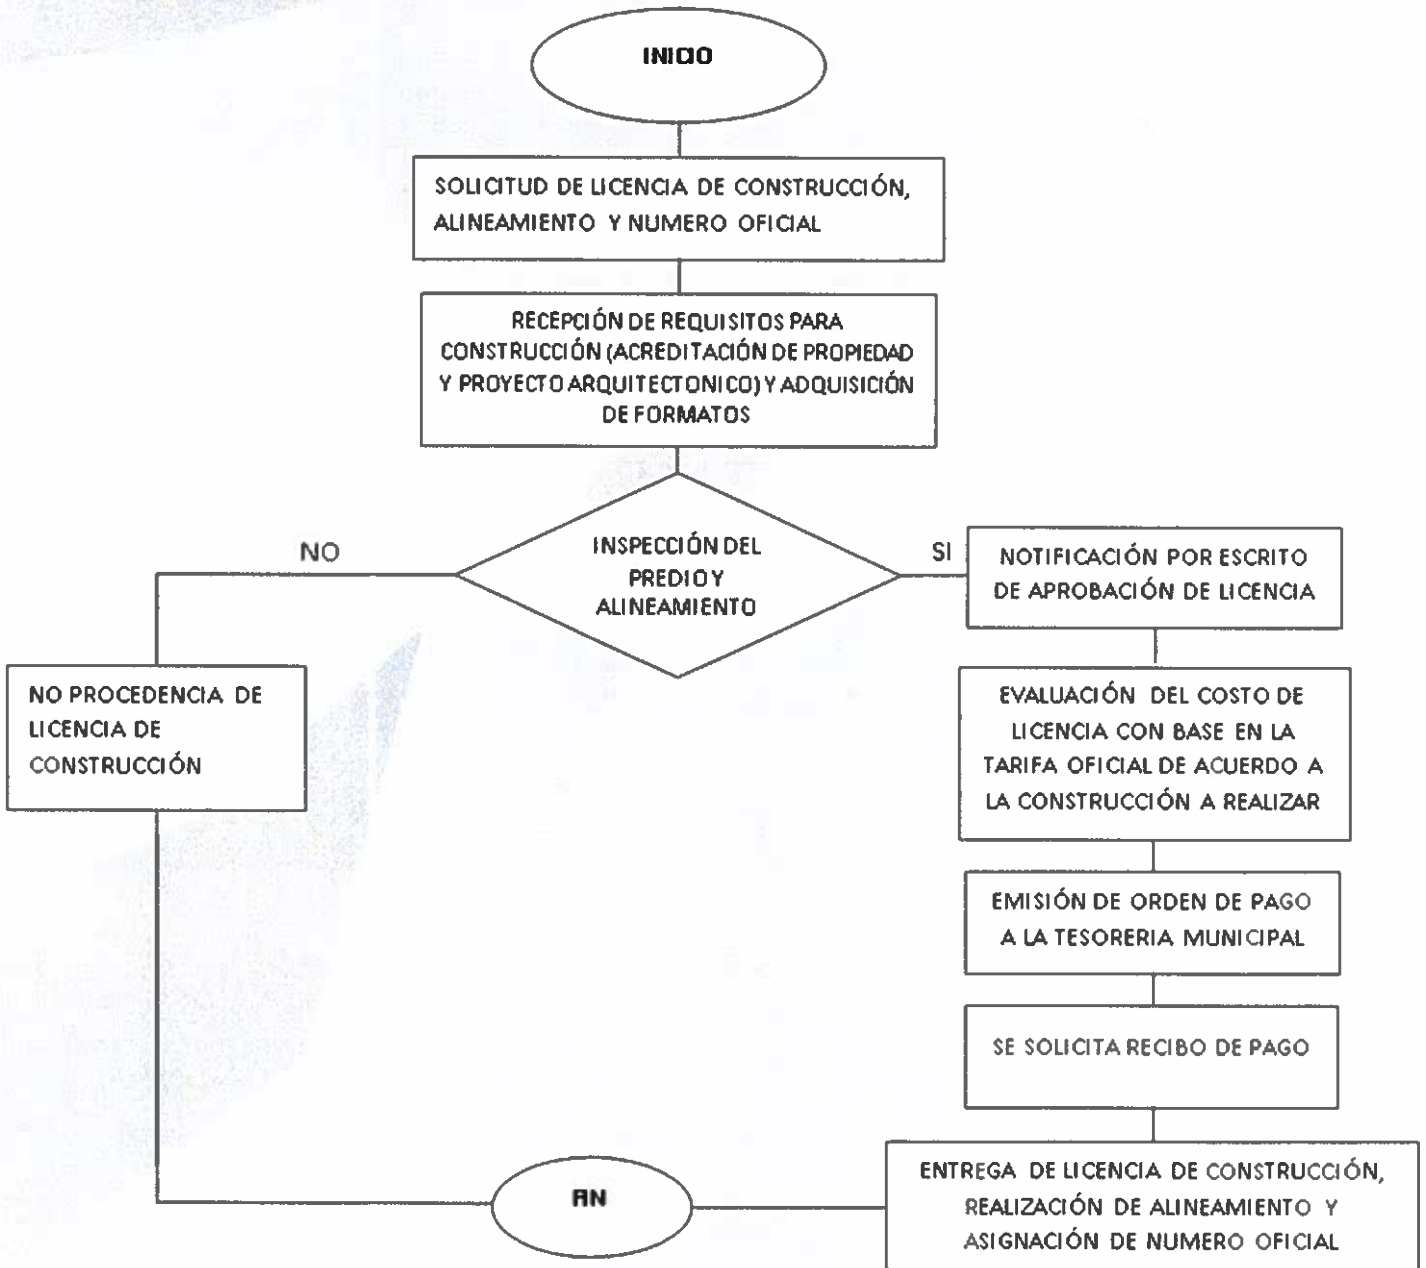 INICIO
SOLICITUD DE LICENCIA DE CONSTRUCCIÓN,
ALINEAMIENTO Y NUMERO OFICIAL
RECEPCIÓN DE REQUISITOS PARA
CONSTRUCCIÓN (ACREDITACIÓN DE PROPIEDAD
Y PROYECTO ARQUITECTONICO) Y ADQUISICIÓN
DE FORMATOS
INSPECCIÓN DEL
PREDIO Y
ALINEAMIENTO
NO
SI
NO PROCEDENCIA DE
LICENCIA DE
CONSTRUCCIÓN
NOTIFICACIÓN POR ESCRITO
DE APROBACIÓN DE LICENCIA
EVALUACIÓN DEL COSTO DE
LICENCIA CON BASE EN LA
TARIFA OFICIAL DE ACUERDO A
LA CONSTRUCCIÓN A REALIZAR
EMISIÓN DE ORDEN DE PAGO
A LA TESORERIA MUNICIPAL
SE SOLICITA RECIBO DE PAGO
ENTREGA DE LICENCIA DE CONSTRUCCIÓN,
REALIZACIÓN DE ALINEAMIENTO Y
ASIGNACIÓN DE NUMERO OFICIAL
FIN